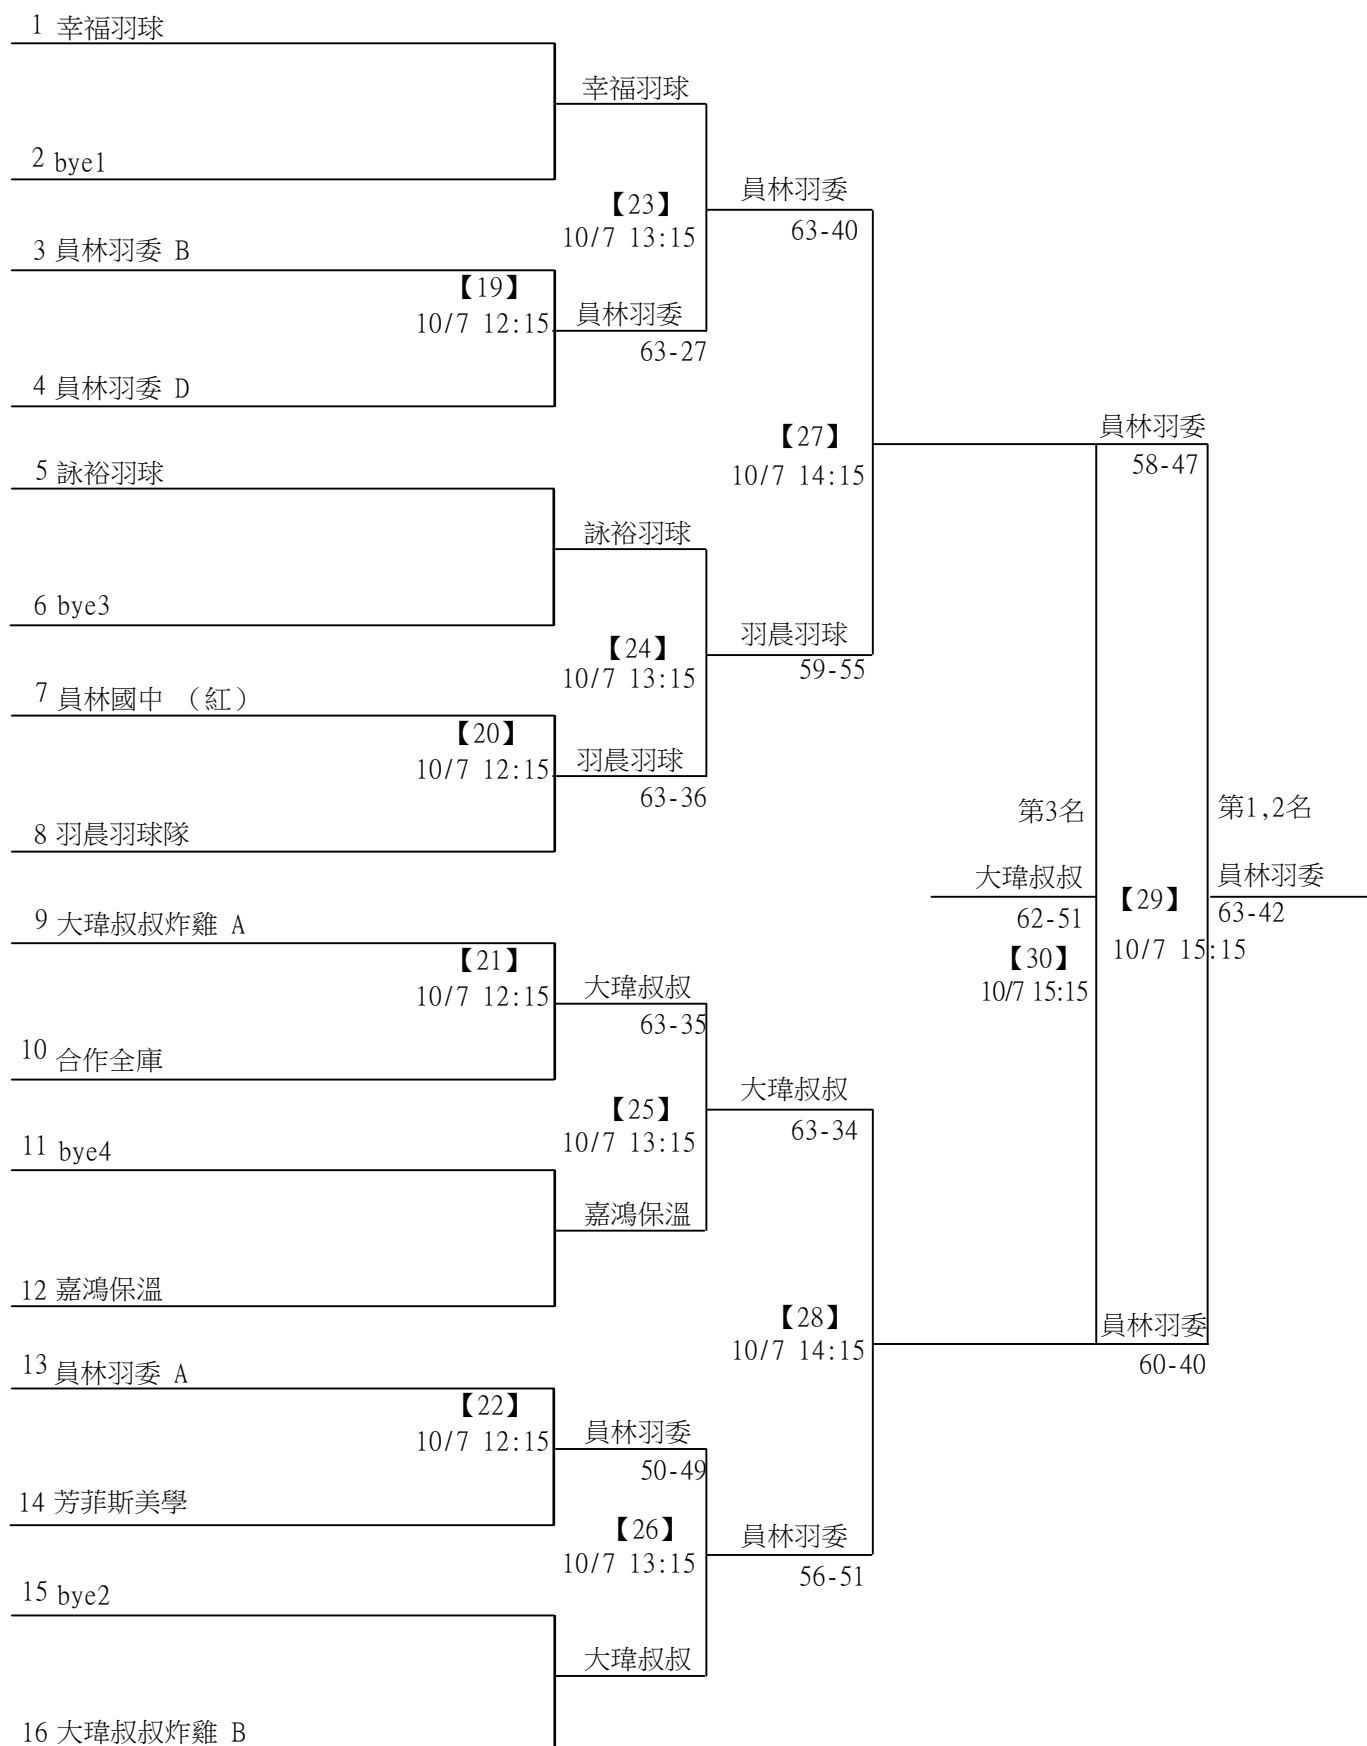 1 幸福羽球
幸福羽球
2 bye1
【23】
10/7 13:15
員林羽委
63-40
3 員林羽委 B
【19】
10/7 12:15
員林羽委
63-27
4 員林羽委 D
【27】
10/7 14:15
員林羽委
58-47
5 詠裕羽球
詠裕羽球
6 bye3
【24】
10/7 13:15
羽晨羽球
59-55
7 員林國中 （紅）
【20】
10/7 12:15
羽晨羽球
63-36
8 羽晨羽球隊
第3名
第1,2名
大瑋叔叔
62-51
【30】
10/7 15:15
【29】
10/7 15:15
員林羽委
63-42
9 大瑋叔叔炸雞 A
【21】
10/7 12:15
大瑋叔叔
63-35
10 合作全庫
【25】
10/7 13:15
大瑋叔叔
63-34
11 bye4
嘉鴻保溫
12 嘉鴻保溫
【28】
10/7 14:15
員林羽委
60-40
13 員林羽委 A
【22】
10/7 12:15
員林羽委
50-49
14 芳菲斯美學
【26】
10/7 13:15
員林羽委
56-51
15 bye2
大瑋叔叔
16 大瑋叔叔炸雞 B